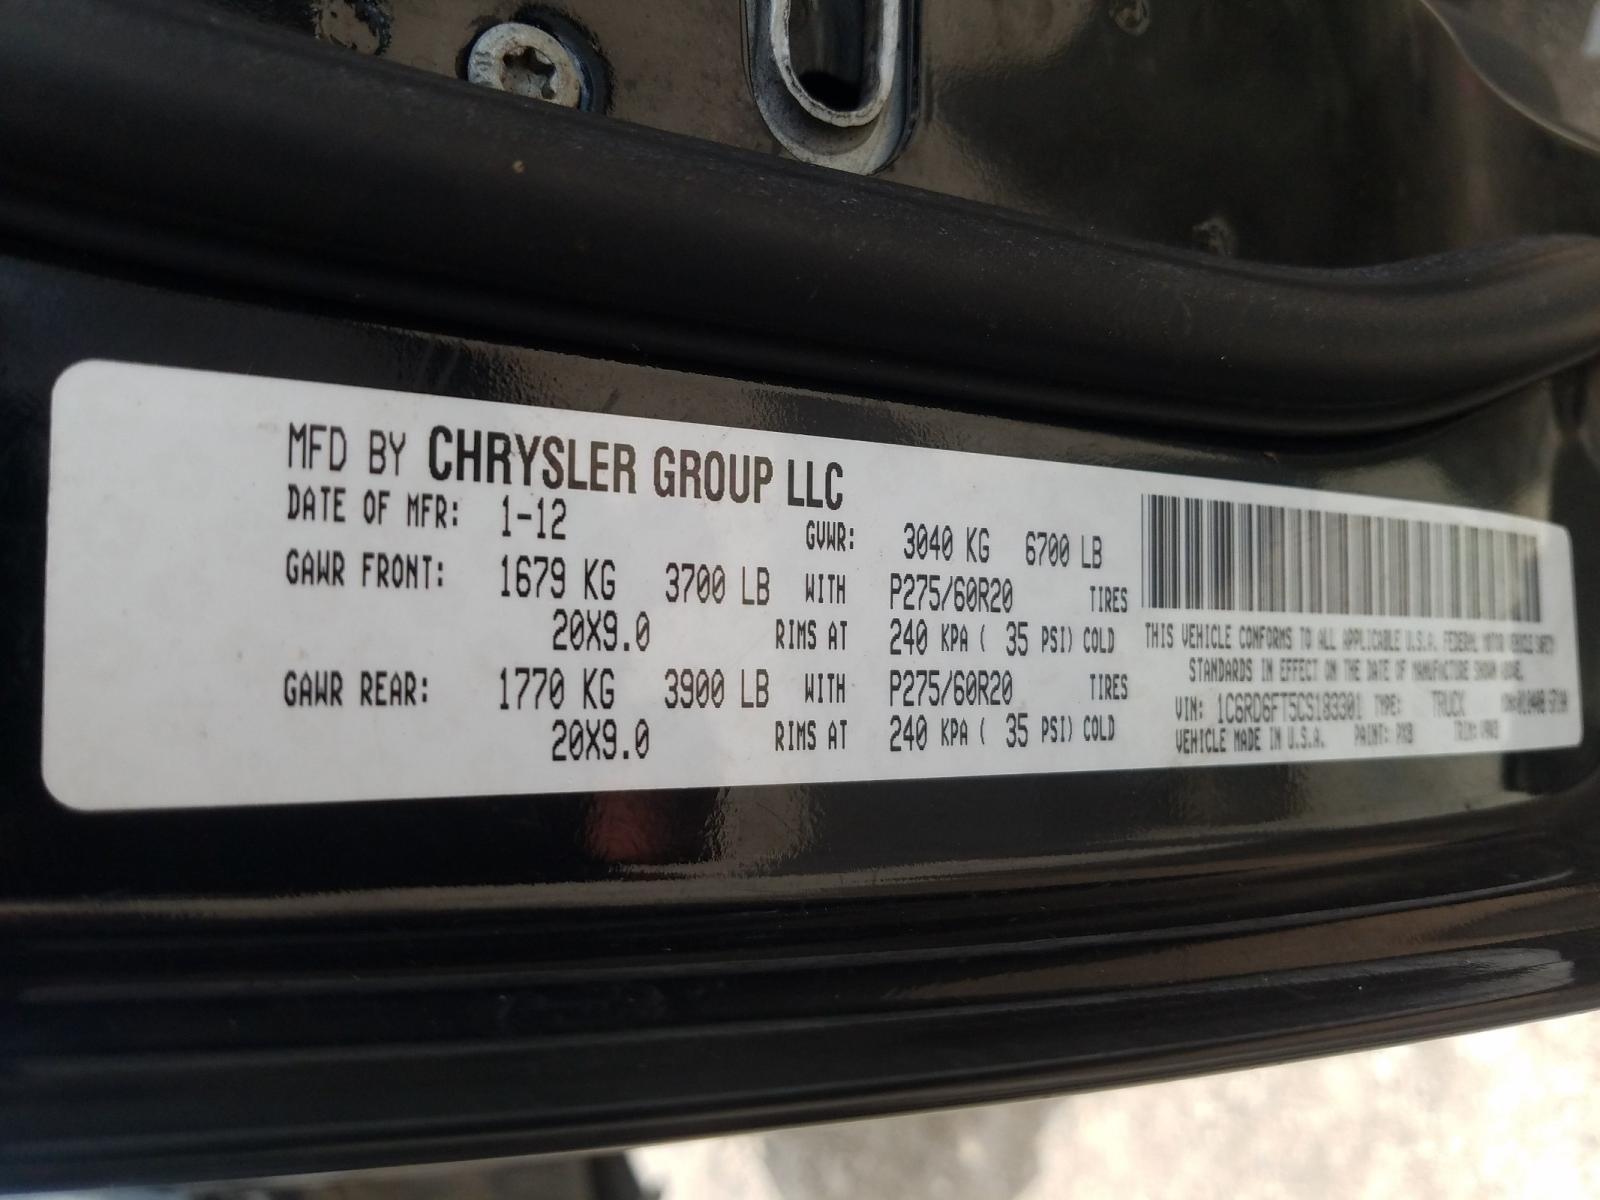 MFD BY CHRYSLER GROUP LLC
DATE OF MFR: 1-12 GVWR: 3040 KG 6700 LB
GAWR FRONT: 1679 KG 3700 LB WITH P275/60R20 TIRES
20X9.0 RIMS AT 240 KPA ( 35 PSI) COLD
GAWR REAR: 1770 KG 3900 LB WITH P275/60R20 TIRES
20X9.0 RIMS AT 240 KPA ( 35 PSI) COLD
THIS VEHICLE CONFORMS TO ALL APPLICABLE U.S.A. FEDERAL MOTOR VEHICLE SAFETY
STANDARDS IN EFFECT ON THE DATE OF MANUFACTURE SHOWN ABOVE.
VIN: 1C6RD6FT5CS183301 TYPE: TRUCK
VEHICLE MADE IN U.S.A. PAINT: PX8 TRIM: